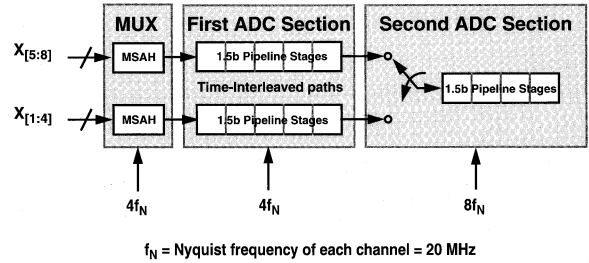 MUX First ADC Section Second ADC Section
X[5:8] MSAH 1.5b Pipeline Stages
Time-Interleaved paths
1.5b Pipeline Stages
X[1:4] MSAH 1.5b Pipeline Stages
4fN 4fN 8fN
fN = Nyquist frequency of each channel = 20 MHz